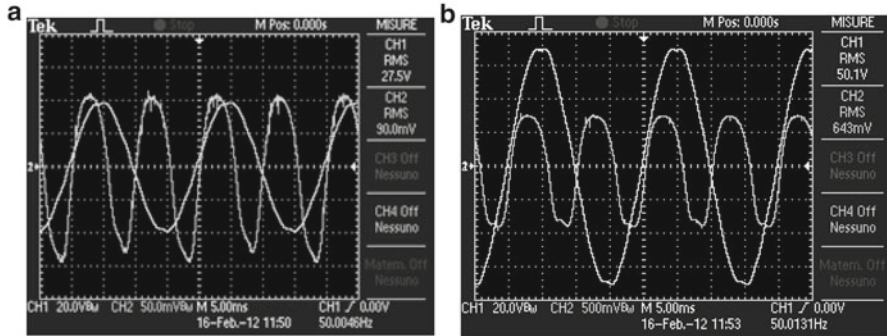 a
Tek Stop M Pos: 0.000s MISURE
CH1
RMS
27.5V
CH2
RMS
90.0mV
CH3 Off
Nessuno
CH4 Off
Nessuno
Matem. Off
Nessuno
2
CH1 20.0VBW CH2 50.0mVBW M 5.00ms CH1 / 0.00V
16-Feb.-12 11:50 50.0046Hz
b
Tek Stop M Pos: 0.000s MISURE
CH1
RMS
50.1V
CH2
RMS
643mV
CH3 Off
Nessuno
CH4 Off
Nessuno
Matem. Off
Nessuno
2
CH1 20.0VBW CH2 500mVBW M 5.00ms CH1 / 0.00V
16-Feb.-12 11:53 50.0131Hz